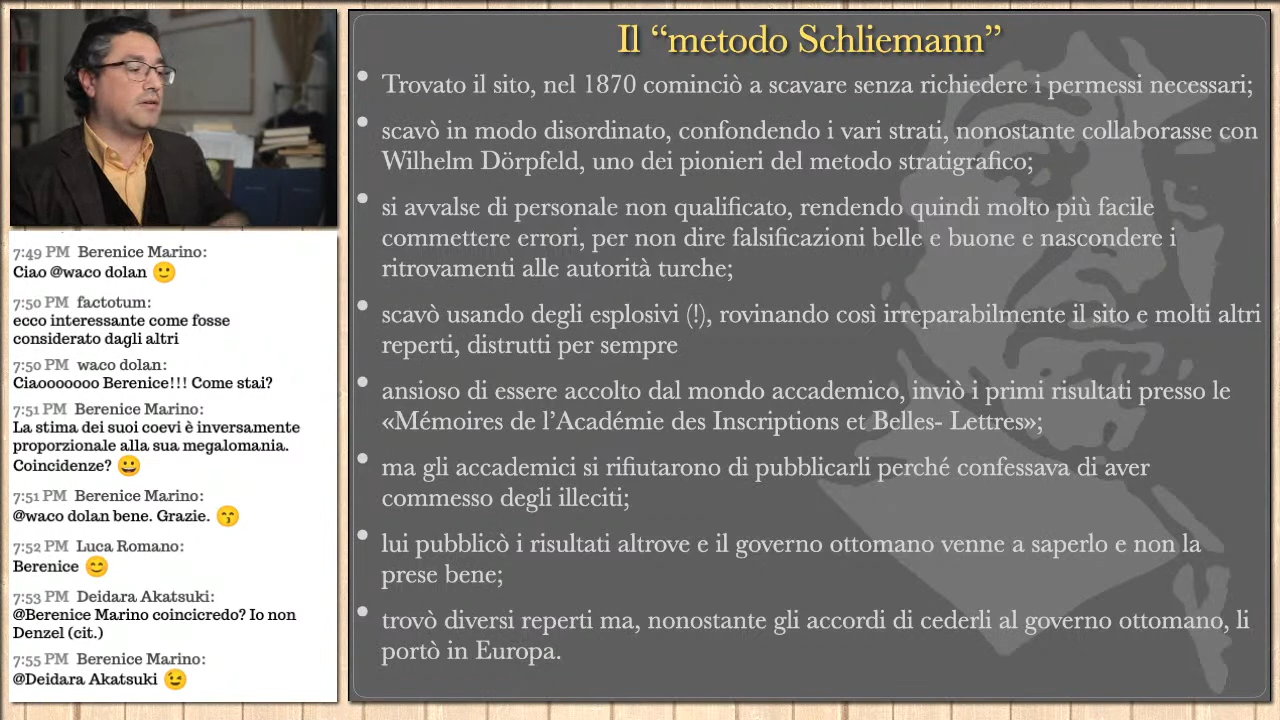 Il “metodo Schliemann”
• Trovato il sito, nel 1870 cominciò a scavare senza richiedere i permessi necessari;
• scavò in modo disordinato, confondendo i vari strati, nonostante collaborasse con
Wilhelm Dörpfeld, uno dei pionieri del metodo stratigrafico;
• si avvalse di personale non qualificato, rendendo quindi molto più facile
commettere errori, per non dire falsificazioni belle e buone e nascondere i
ritrovamenti alle autorità turche;
• scavò usando degli esplosivi (!), rovinando così irreparabilmente il sito e molti altri
reperti, distrutti per sempre
• ansioso di essere accolto dal mondo accademico, inviò i primi risultati presso le
«Mémoires de l’Académie des Inscriptions et Belles- Lettres»;
• ma gli accademici si rifiutarono di pubblicarli perché confessava di aver
commesso degli illeciti;
• lui pubblicò i risultati altrove e il governo ottomano venne a saperlo e non la
prese bene;
• trovò diversi reperti ma, nonostante gli accordi di cederli al governo ottomano, li
portò in Europa.
7:49 PM Berenice Marino:
Ciao @waco dolan 🙂
7:50 PM factotum:
ecco interessante come fosse
considerato dagli altri
7:50 PM waco dolan:
Ciaooooooo Berenice!!! Come stai?
7:51 PM Berenice Marino:
La stima dei suoi coevi è inversamente
proporzionale alla sua megalomania.
Coincidenze? 😀
7:51 PM Berenice Marino:
@waco dolan bene. Grazie. 😙
7:52 PM Luca Romano:
Berenice 😊
7:53 PM Deidara Akatsuki:
@Berenice Marino coincicredo? Io non
Denzel (cit.)
7:55 PM Berenice Marino:
@Deidara Akatsuki 😉